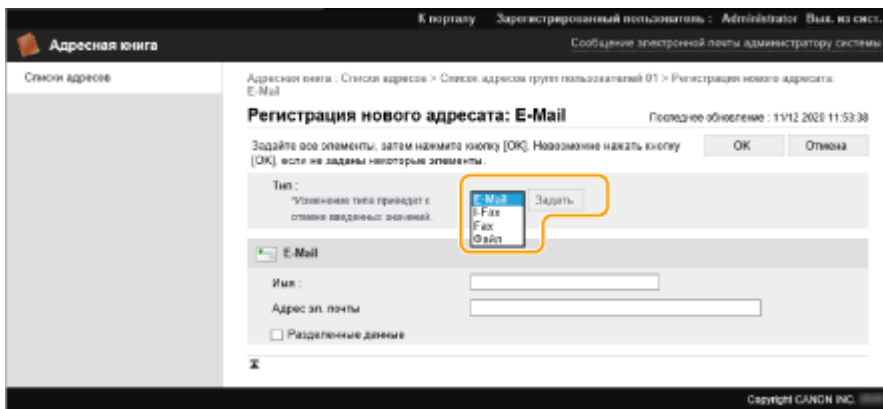 К порталу Зарегистрированный пользователь : Administrator Вых. из сист.
Адресная книга
Сообщение электронной почты администратору системы
Списки адресов
Адресная книга : Списки адресов > Список адресов групп пользователей 01 > Регистрация нового адресата:
E-Mail
Регистрация нового адресата: E-Mail
Последнее обновление : 11/12 2020 11:53:38
Задайте все элементы, затем нажмите кнопку [OK]. Невозможно нажать кнопку
[OK], если не заданы некоторые элементы.
OK Отмена
Тип :
*Изменение типа приведет к
отмене введенных значений.
E-Mail
I-Fax
Fax
Файл
Задать
E-Mail
Имя :
Адрес эл. почты
Разделенные данные
Copyright CANON INC.